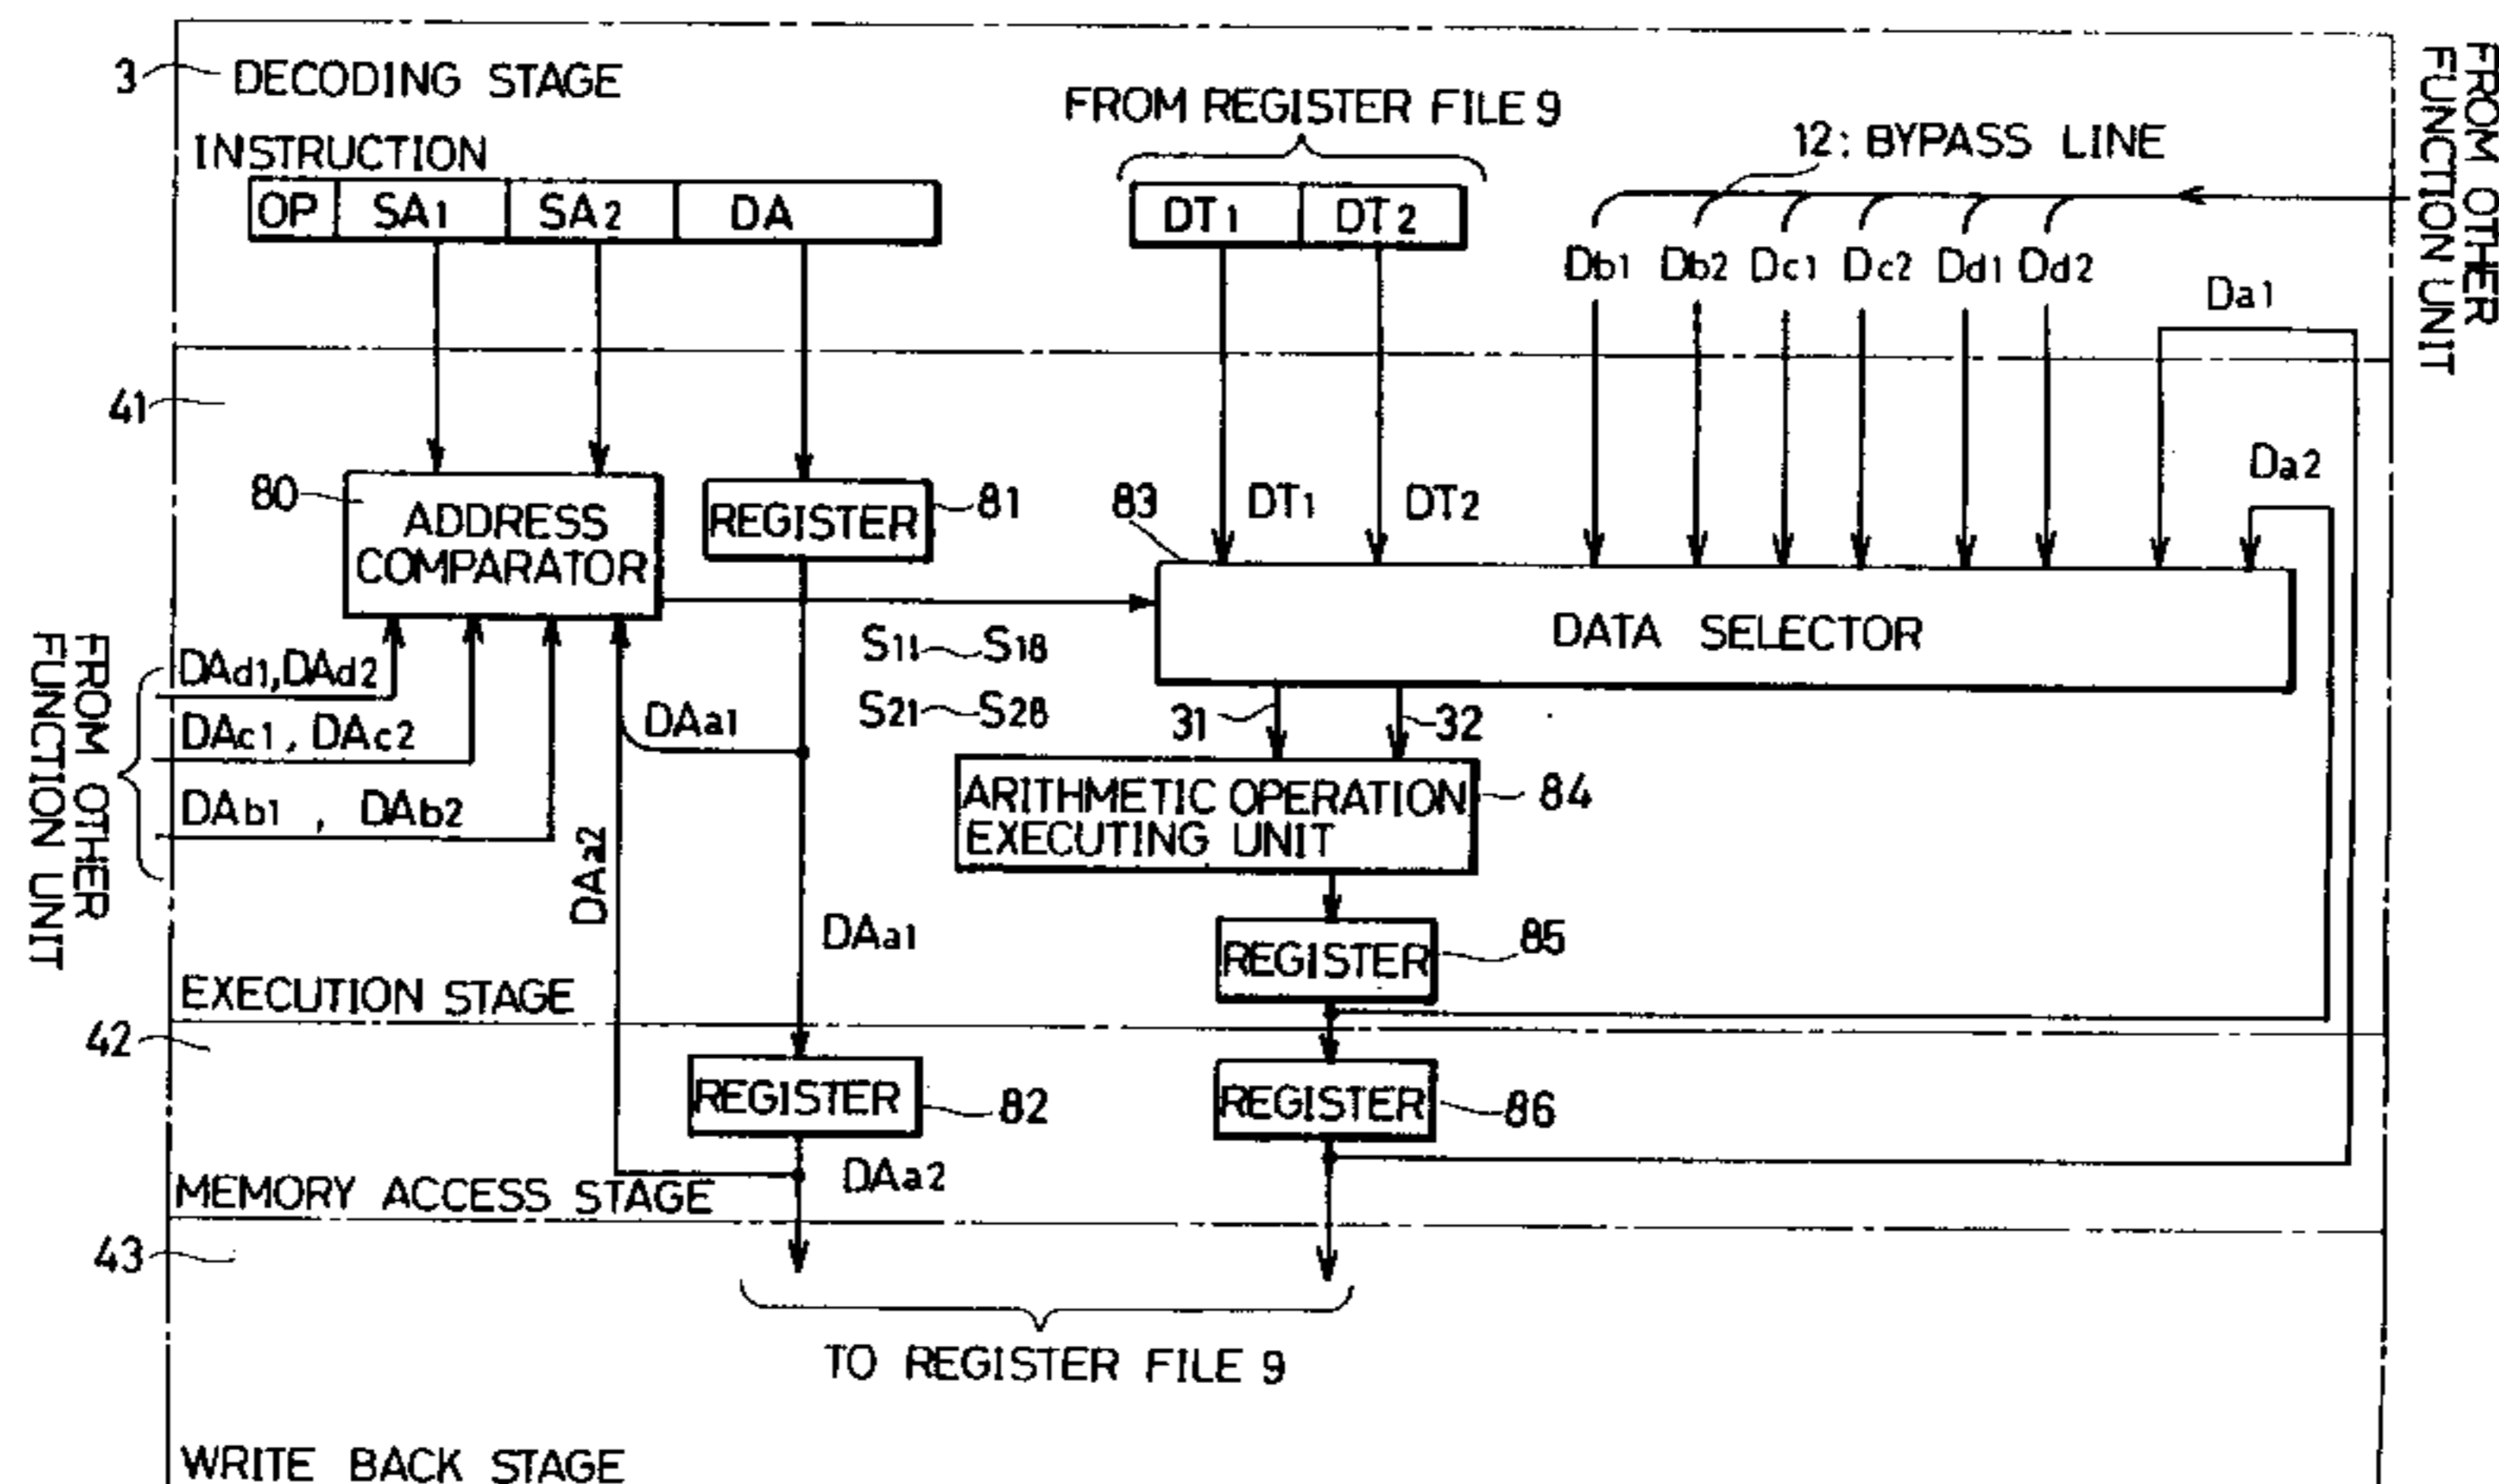 3
DECODING STAGE
FROM REGISTER FILE 9
12: BYPASS LINE
FROM OTHER
FUNCTION UNIT
INSTRUCTION
OP SA1 SA2 DA
DT1 DT2
Db1 Db2 Dc1 Dc2 Dd1 Dd2
Da1
41
Da2
80
ADDRESS
COMPARATOR
REGISTER
81
83
DT1
DT2
DATA SELECTOR
S11~S18
S21~S28
FROM OTHER
FUNCTION UNIT
DAd1, DAd2
DAc1, DAc2
DAb1 , DAb2
DAa1
DAa2
31
32
ARITHMETIC OPERATION
EXECUTING UNIT
84
DAa1
REGISTER
85
EXECUTION STAGE
42
REGISTER
82
REGISTER
86
DAa2
MEMORY ACCESS STAGE
43
TO REGISTER FILE 9
WRITE BACK STAGE